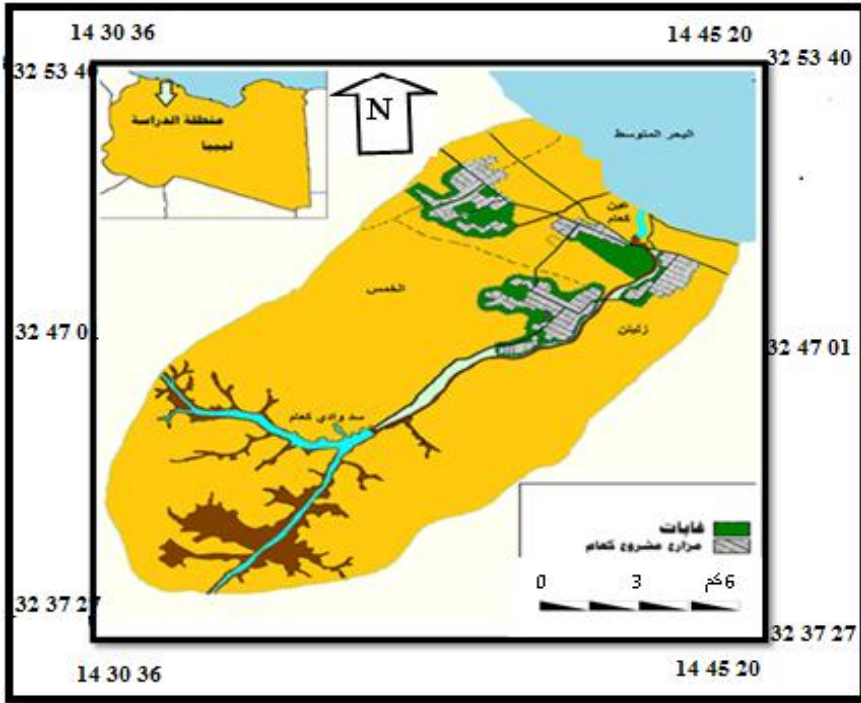 14 30 36
14 45 20
32 53 40
32 53 40
منطقة الدراسة
ليبيا
N
البحر المتوسط
عين
كعام
الخمس
زليتن
32 47 01
32 47 01
سد وادي كعام
غابات
مزارع مشروع كعام
0 3 6كم
32 37 27
32 37 27
14 30 36
14 45 20